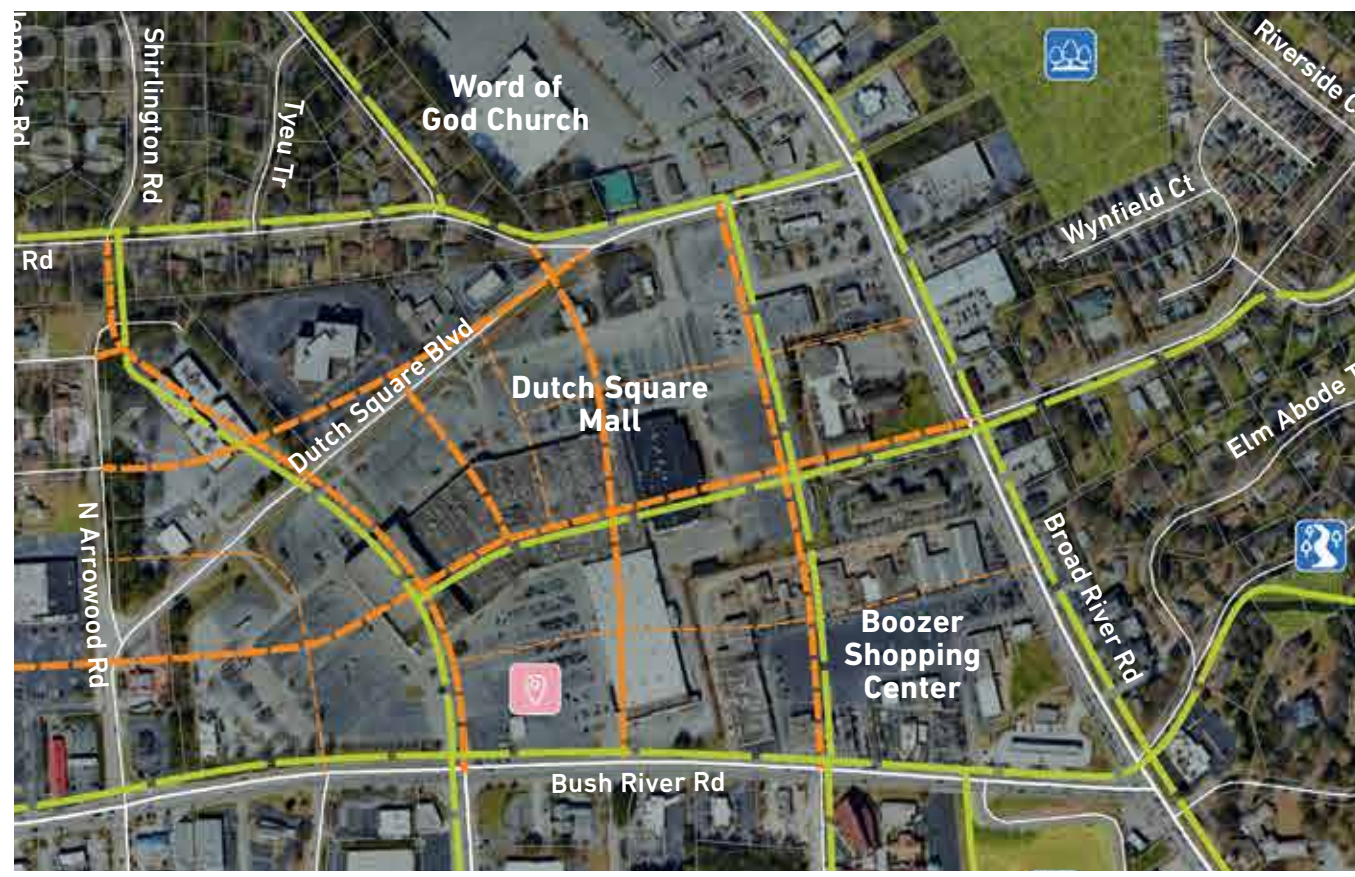 Shirlington Rd
Tyeu Tr
Word of
God Church
Riverside
Wynfield Ct
Rd
Dutch Square Blvd
Dutch Square
Mall
Elm Abode
N Arrowood Rd
Broad River Rd
Boozer
Shopping
Center
Bush River Rd